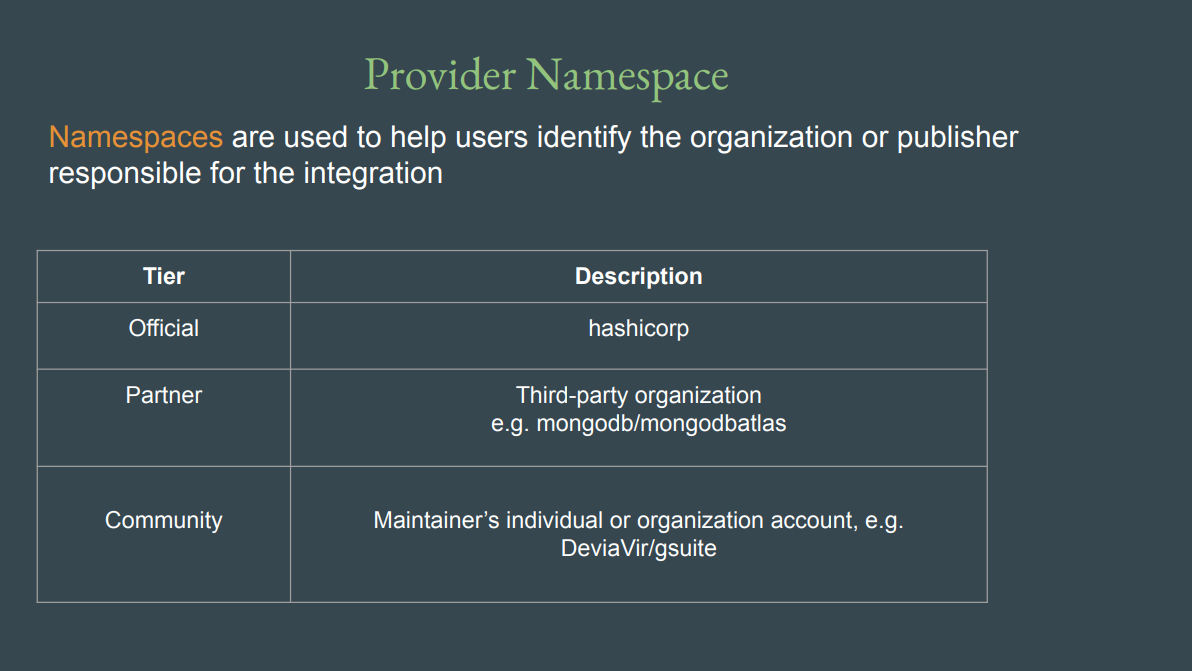 Provider Namespace
Namespaces are used to help users identify the organization or publisher
responsible for the integration
Tier
Description
Official
hashicorp
Partner
Third-party organization
e.g. mongodb/mongodbatlas
Community
Maintainer’s individual or organization account, e.g.
DeviaVir/gsuite